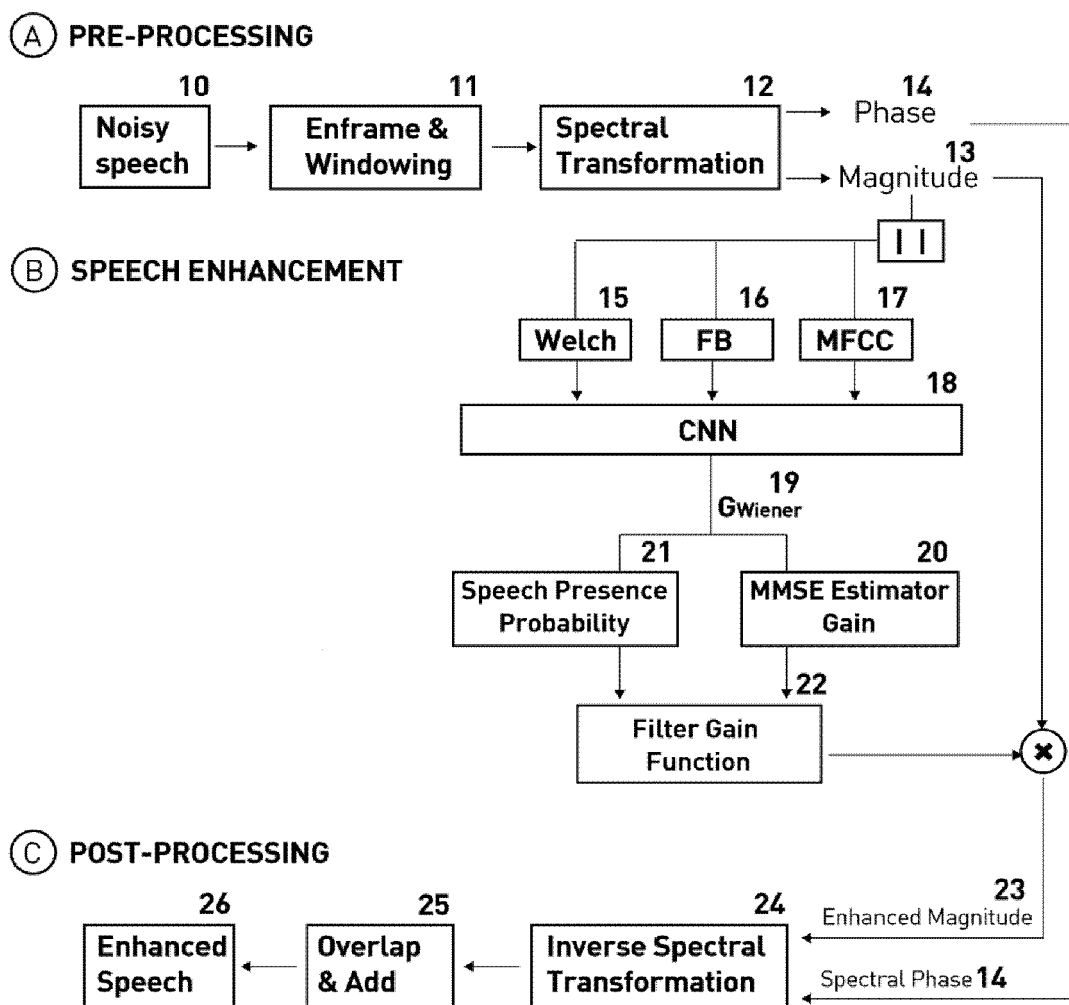 A PRE-PROCESSING
10 11 12 14
Noisy speech
Enframe & Windowing
Spectral Transformation
Phase
13
Magnitude
| |
B SPEECH ENHANCEMENT
15 16 17
Welch FB MFCC
18
CNN
19
GWiener
21 20
Speech Presence
Probability
MMSE Estimator
Gain
22
Filter Gain
Function
×
C POST-PROCESSING
23
Enhanced Magnitude
26 25 24
Enhanced
Speech
Overlap
& Add
Inverse Spectral
Transformation
Spectral Phase 14